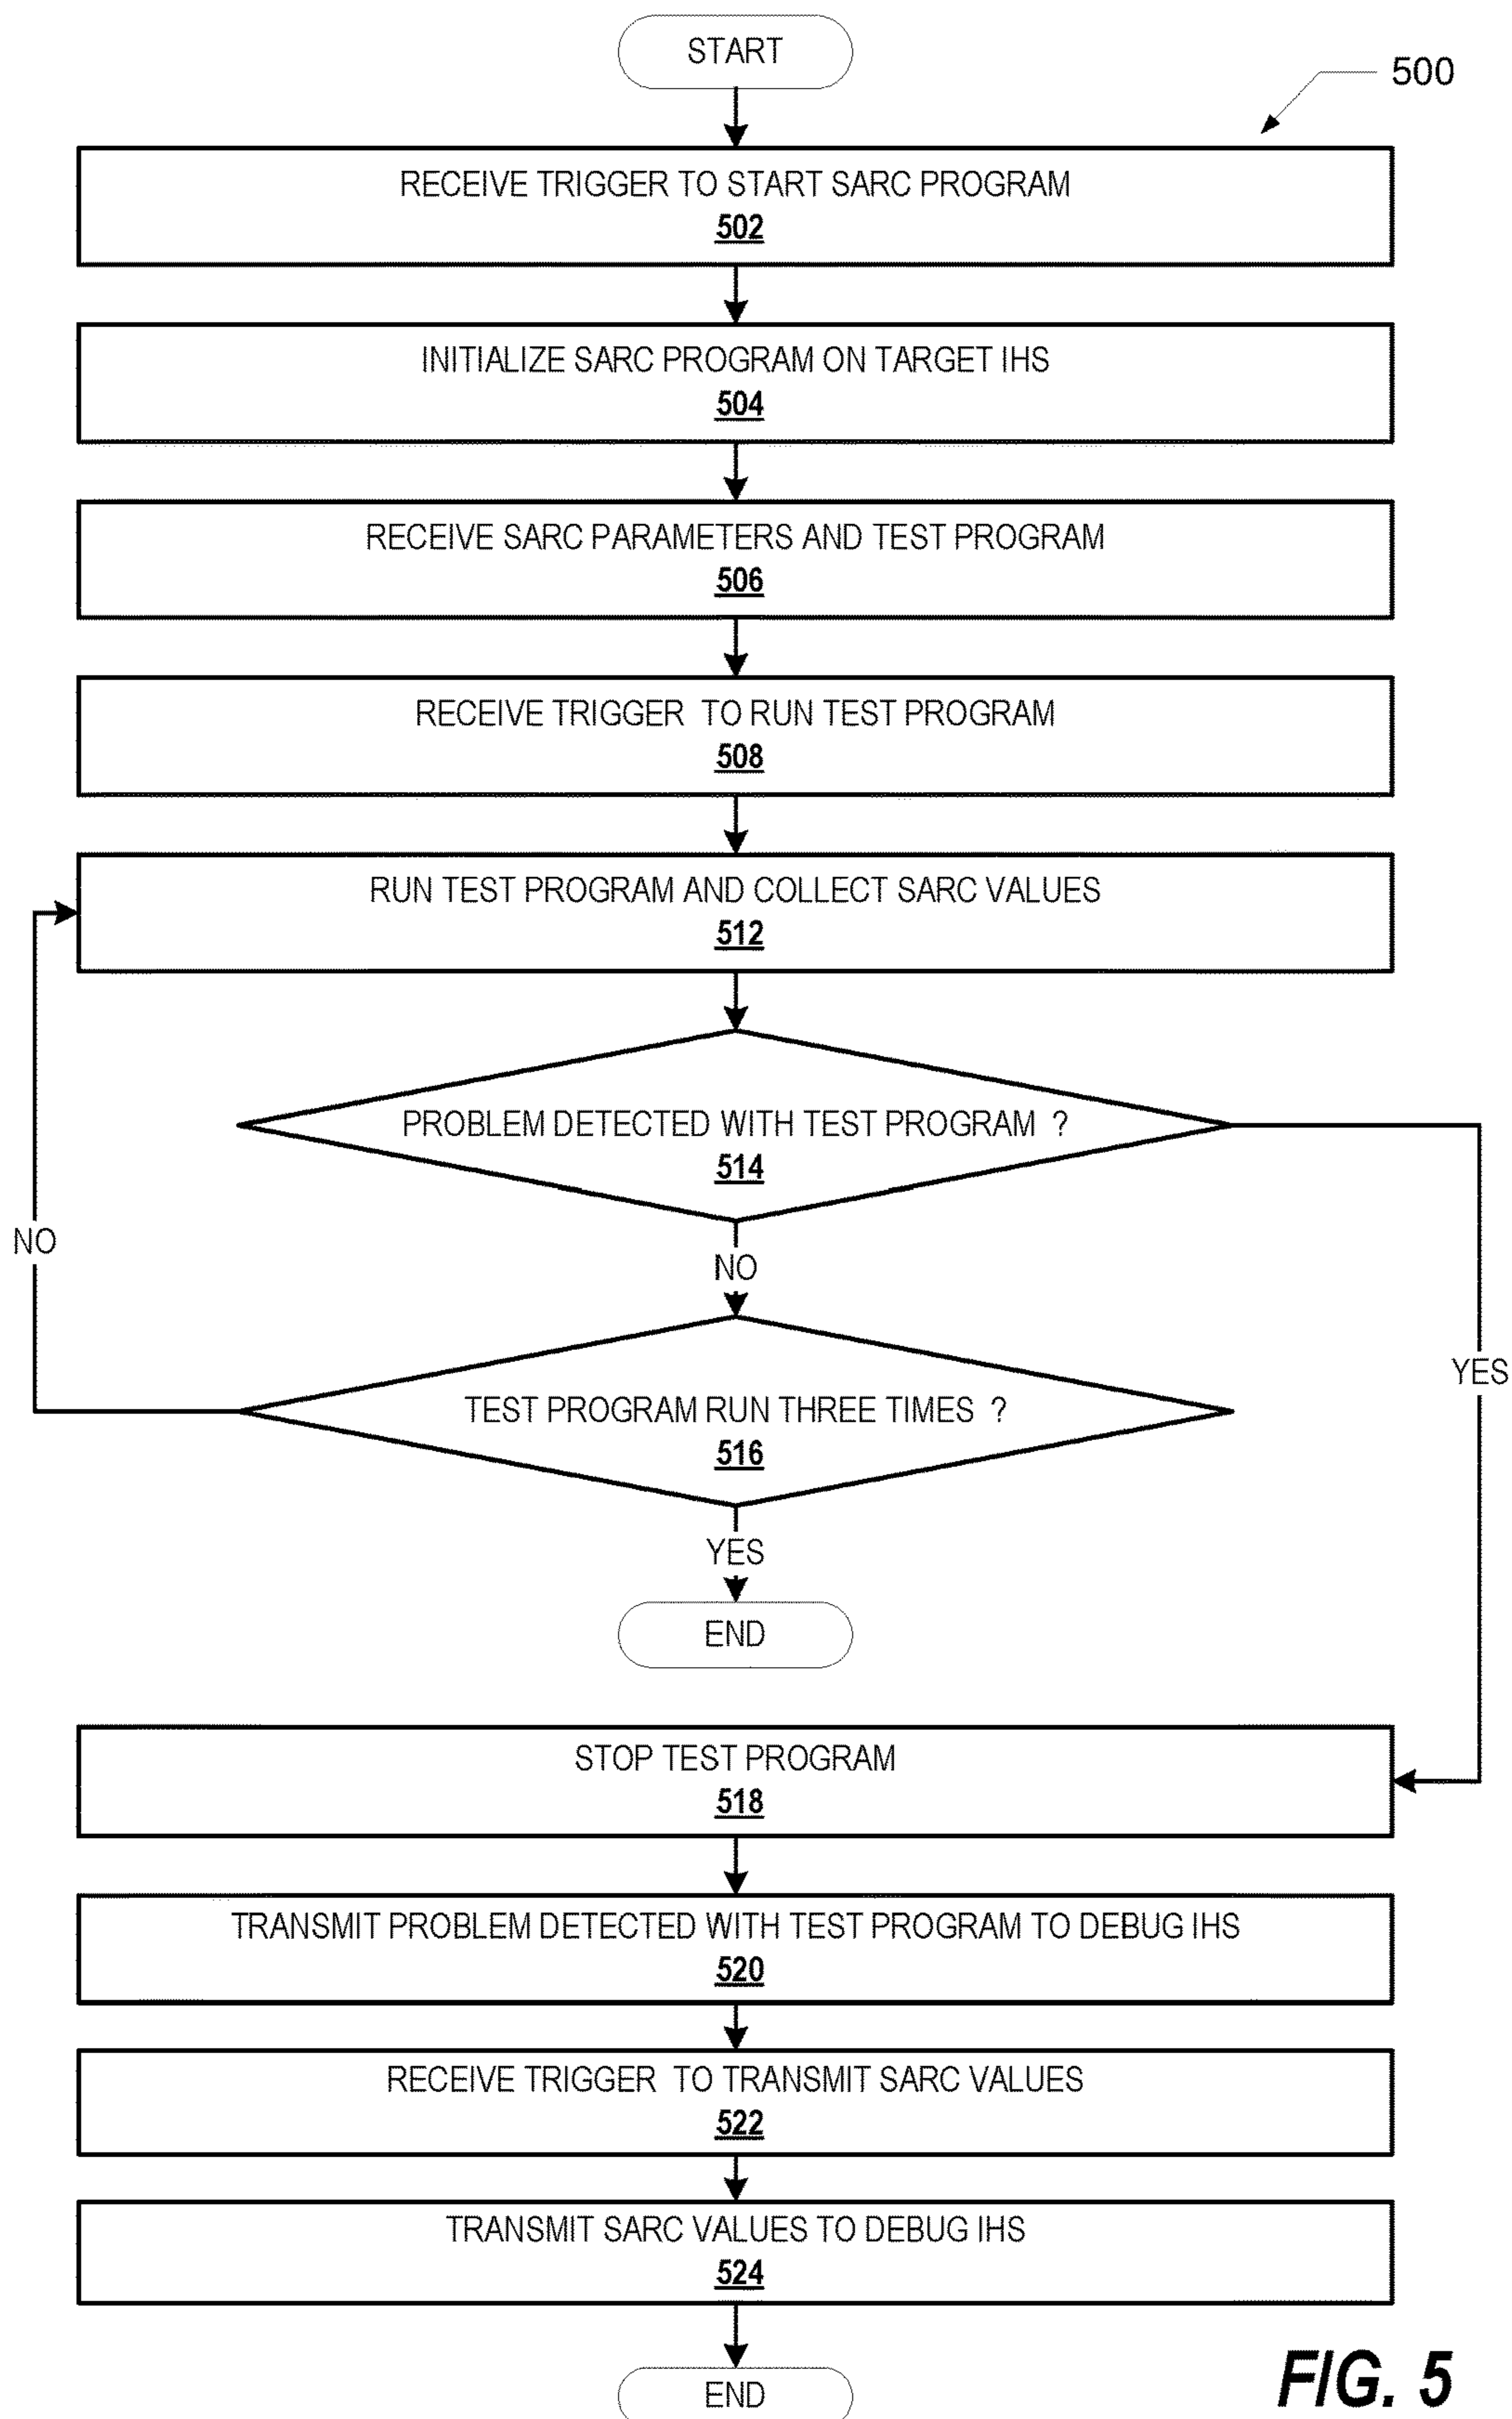 START
500
RECEIVE TRIGGER TO START SARC PROGRAM
502
INITIALIZE SARC PROGRAM ON TARGET IHS
504
RECEIVE SARC PARAMETERS AND TEST PROGRAM
506
RECEIVE TRIGGER TO RUN TEST PROGRAM
508
RUN TEST PROGRAM AND COLLECT SARC VALUES
512
PROBLEM DETECTED WITH TEST PROGRAM ?
514
NO
NO
YES
TEST PROGRAM RUN THREE TIMES ?
516
YES
END
STOP TEST PROGRAM
518
TRANSMIT PROBLEM DETECTED WITH TEST PROGRAM TO DEBUG IHS
520
RECEIVE TRIGGER TO TRANSMIT SARC VALUES
522
TRANSMIT SARC VALUES TO DEBUG IHS
524
END
FIG. 5